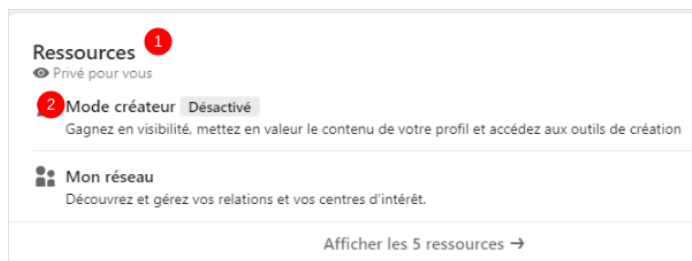 Ressources 1
Privé pour vous
2 Mode créateur Désactivé
Gagnez en visibilité, mettez en valeur le contenu de votre profil et accédez aux outils de création
Mon réseau
Découvrez et gérez vos relations et vos centres d'intérêt.
Afficher les 5 ressources →